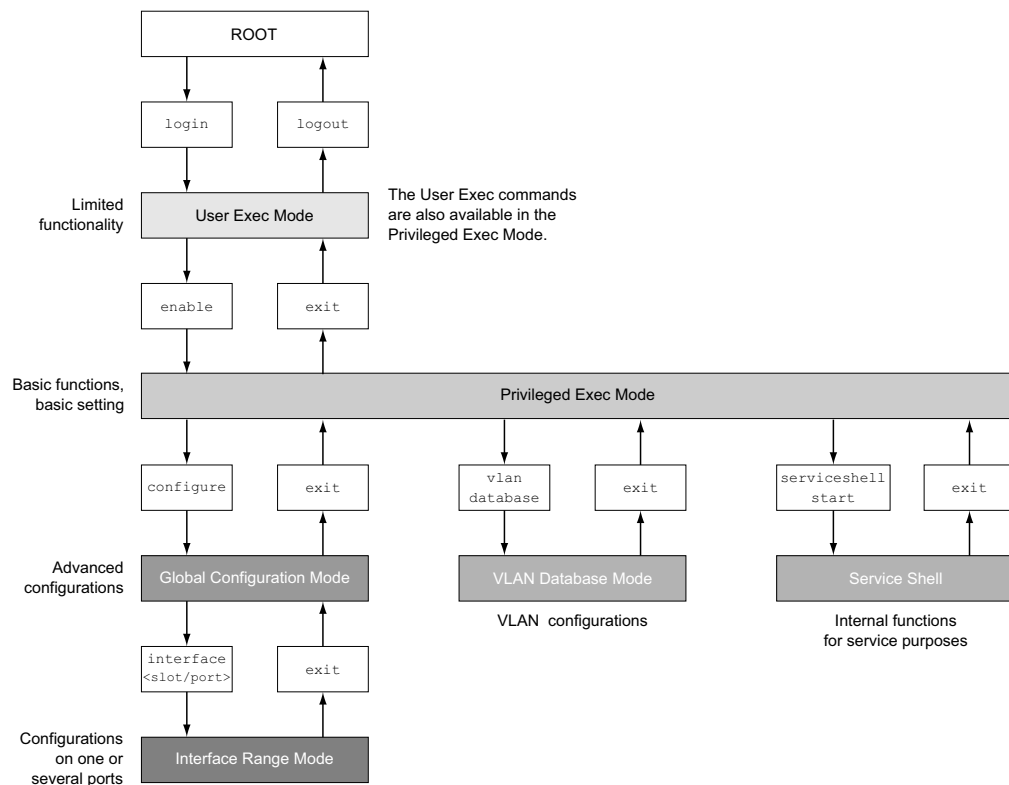 ROOT
login
logout
Limited
functionality
User Exec Mode
The User Exec commands
are also available in the
Privileged Exec Mode.
enable
exit
Basic functions,
basic setting
Privileged Exec Mode
configure
exit
vlan
database
exit
serviceshell
start
exit
Advanced
configurations
Global Configuration Mode
VLAN Database Mode
Service Shell
VLAN configurations
Internal functions
for service purposes
interface
<slot/port>
exit
Configurations
on one or
several ports
Interface Range Mode